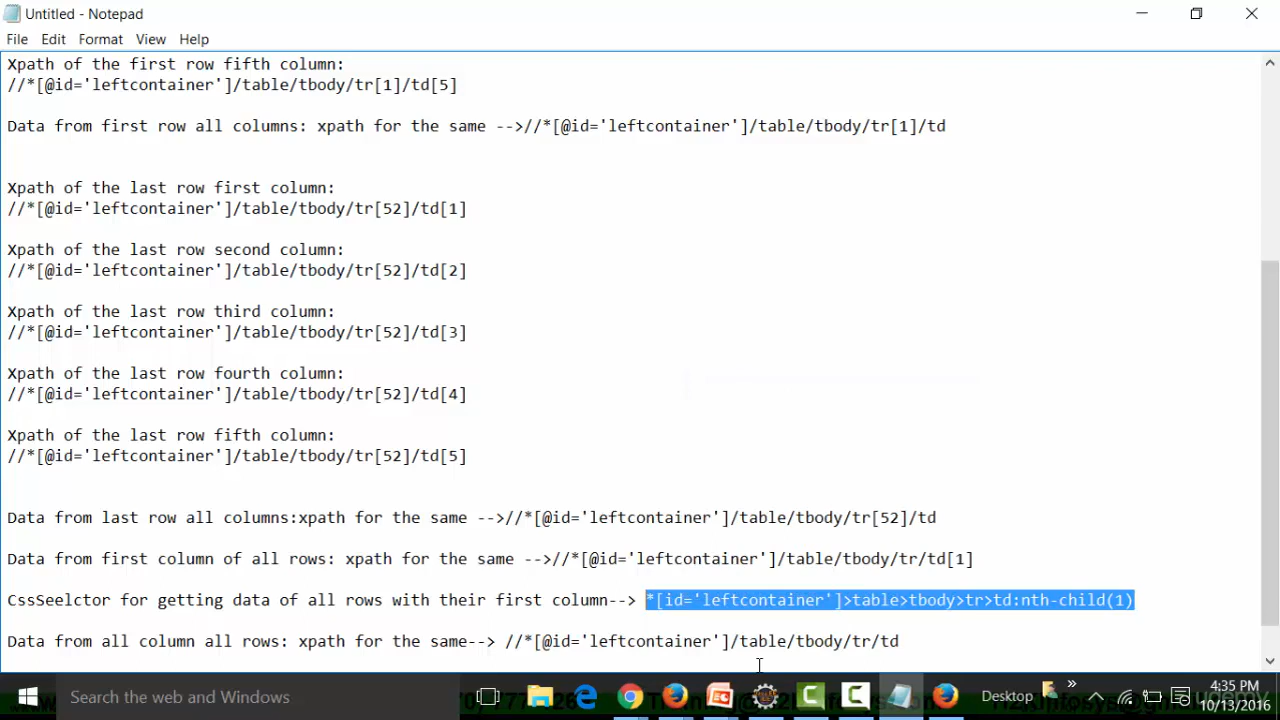 Untitled - Notepad
File Edit Format View Help
Xpath of the first row fifth column:
//*[@id='leftcontainer']/table/tbody/tr[1]/td[5]
Data from first row all columns: xpath for the same -->//*[@id='leftcontainer']/table/tbody/tr[1]/td
Xpath of the last row first column:
//*[@id='leftcontainer']/table/tbody/tr[52]/td[1]
Xpath of the last row second column:
//*[@id='leftcontainer']/table/tbody/tr[52]/td[2]
Xpath of the last row third column:
//*[@id='leftcontainer']/table/tbody/tr[52]/td[3]
Xpath of the last row fourth column:
//*[@id='leftcontainer']/table/tbody/tr[52]/td[4]
Xpath of the last row fifth column:
//*[@id='leftcontainer']/table/tbody/tr[52]/td[5]
Data from last row all columns:xpath for the same -->//*[@id='leftcontainer']/table/tbody/tr[52]/td
Data from first column of all rows: xpath for the same -->//*[@id='leftcontainer']/table/tbody/tr/td[1]
CssSeelctor for getting data of all rows with their first column--> *[id='leftcontainer']>table>tbody>tr>td:nth-child(1)
Data from all column all rows: xpath for the same--> //*[@id='leftcontainer']/table/tbody/tr/td
Search the web and Windows
Desktop
4:35 PM
10/13/2016